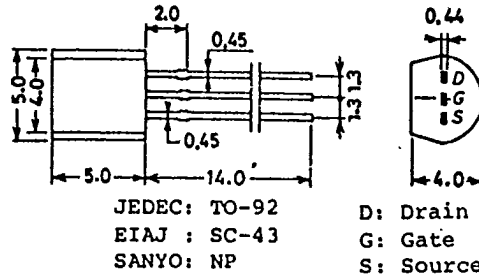 2.0
0.44
0,45
5.0
4.0
1.3
1.3
D
G
S
0,45
5.0
14.0
4.0
JEDEC: TO-92
EIAJ : SC-43
SANYO: NP
D: Drain
G: Gate
S: Source